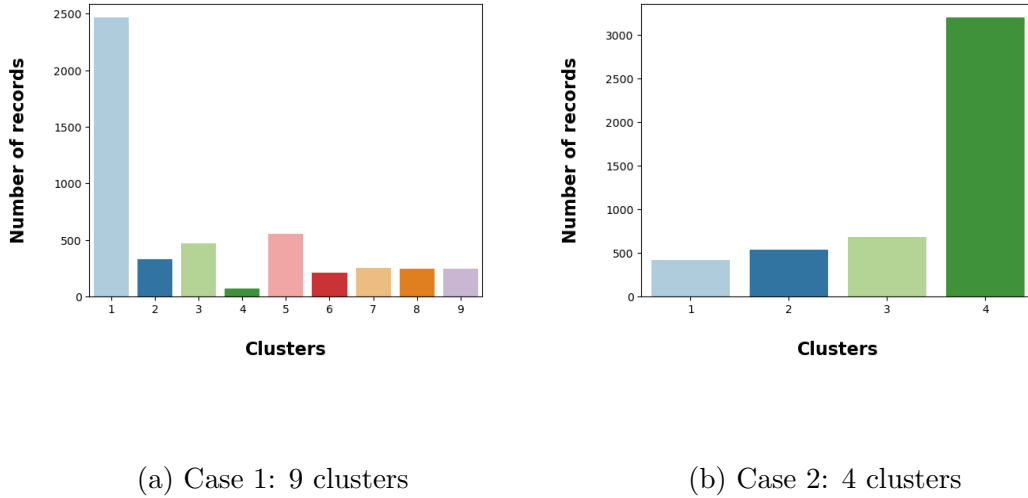 2500
2000
1500
1000
500
0
Number of records
1 2 3 4 5 6 7 8 9
Clusters
(a) Case 1: 9 clusters
3000
2500
2000
1500
1000
500
0
Number of records
1 2 3 4
Clusters
(b) Case 2: 4 clusters